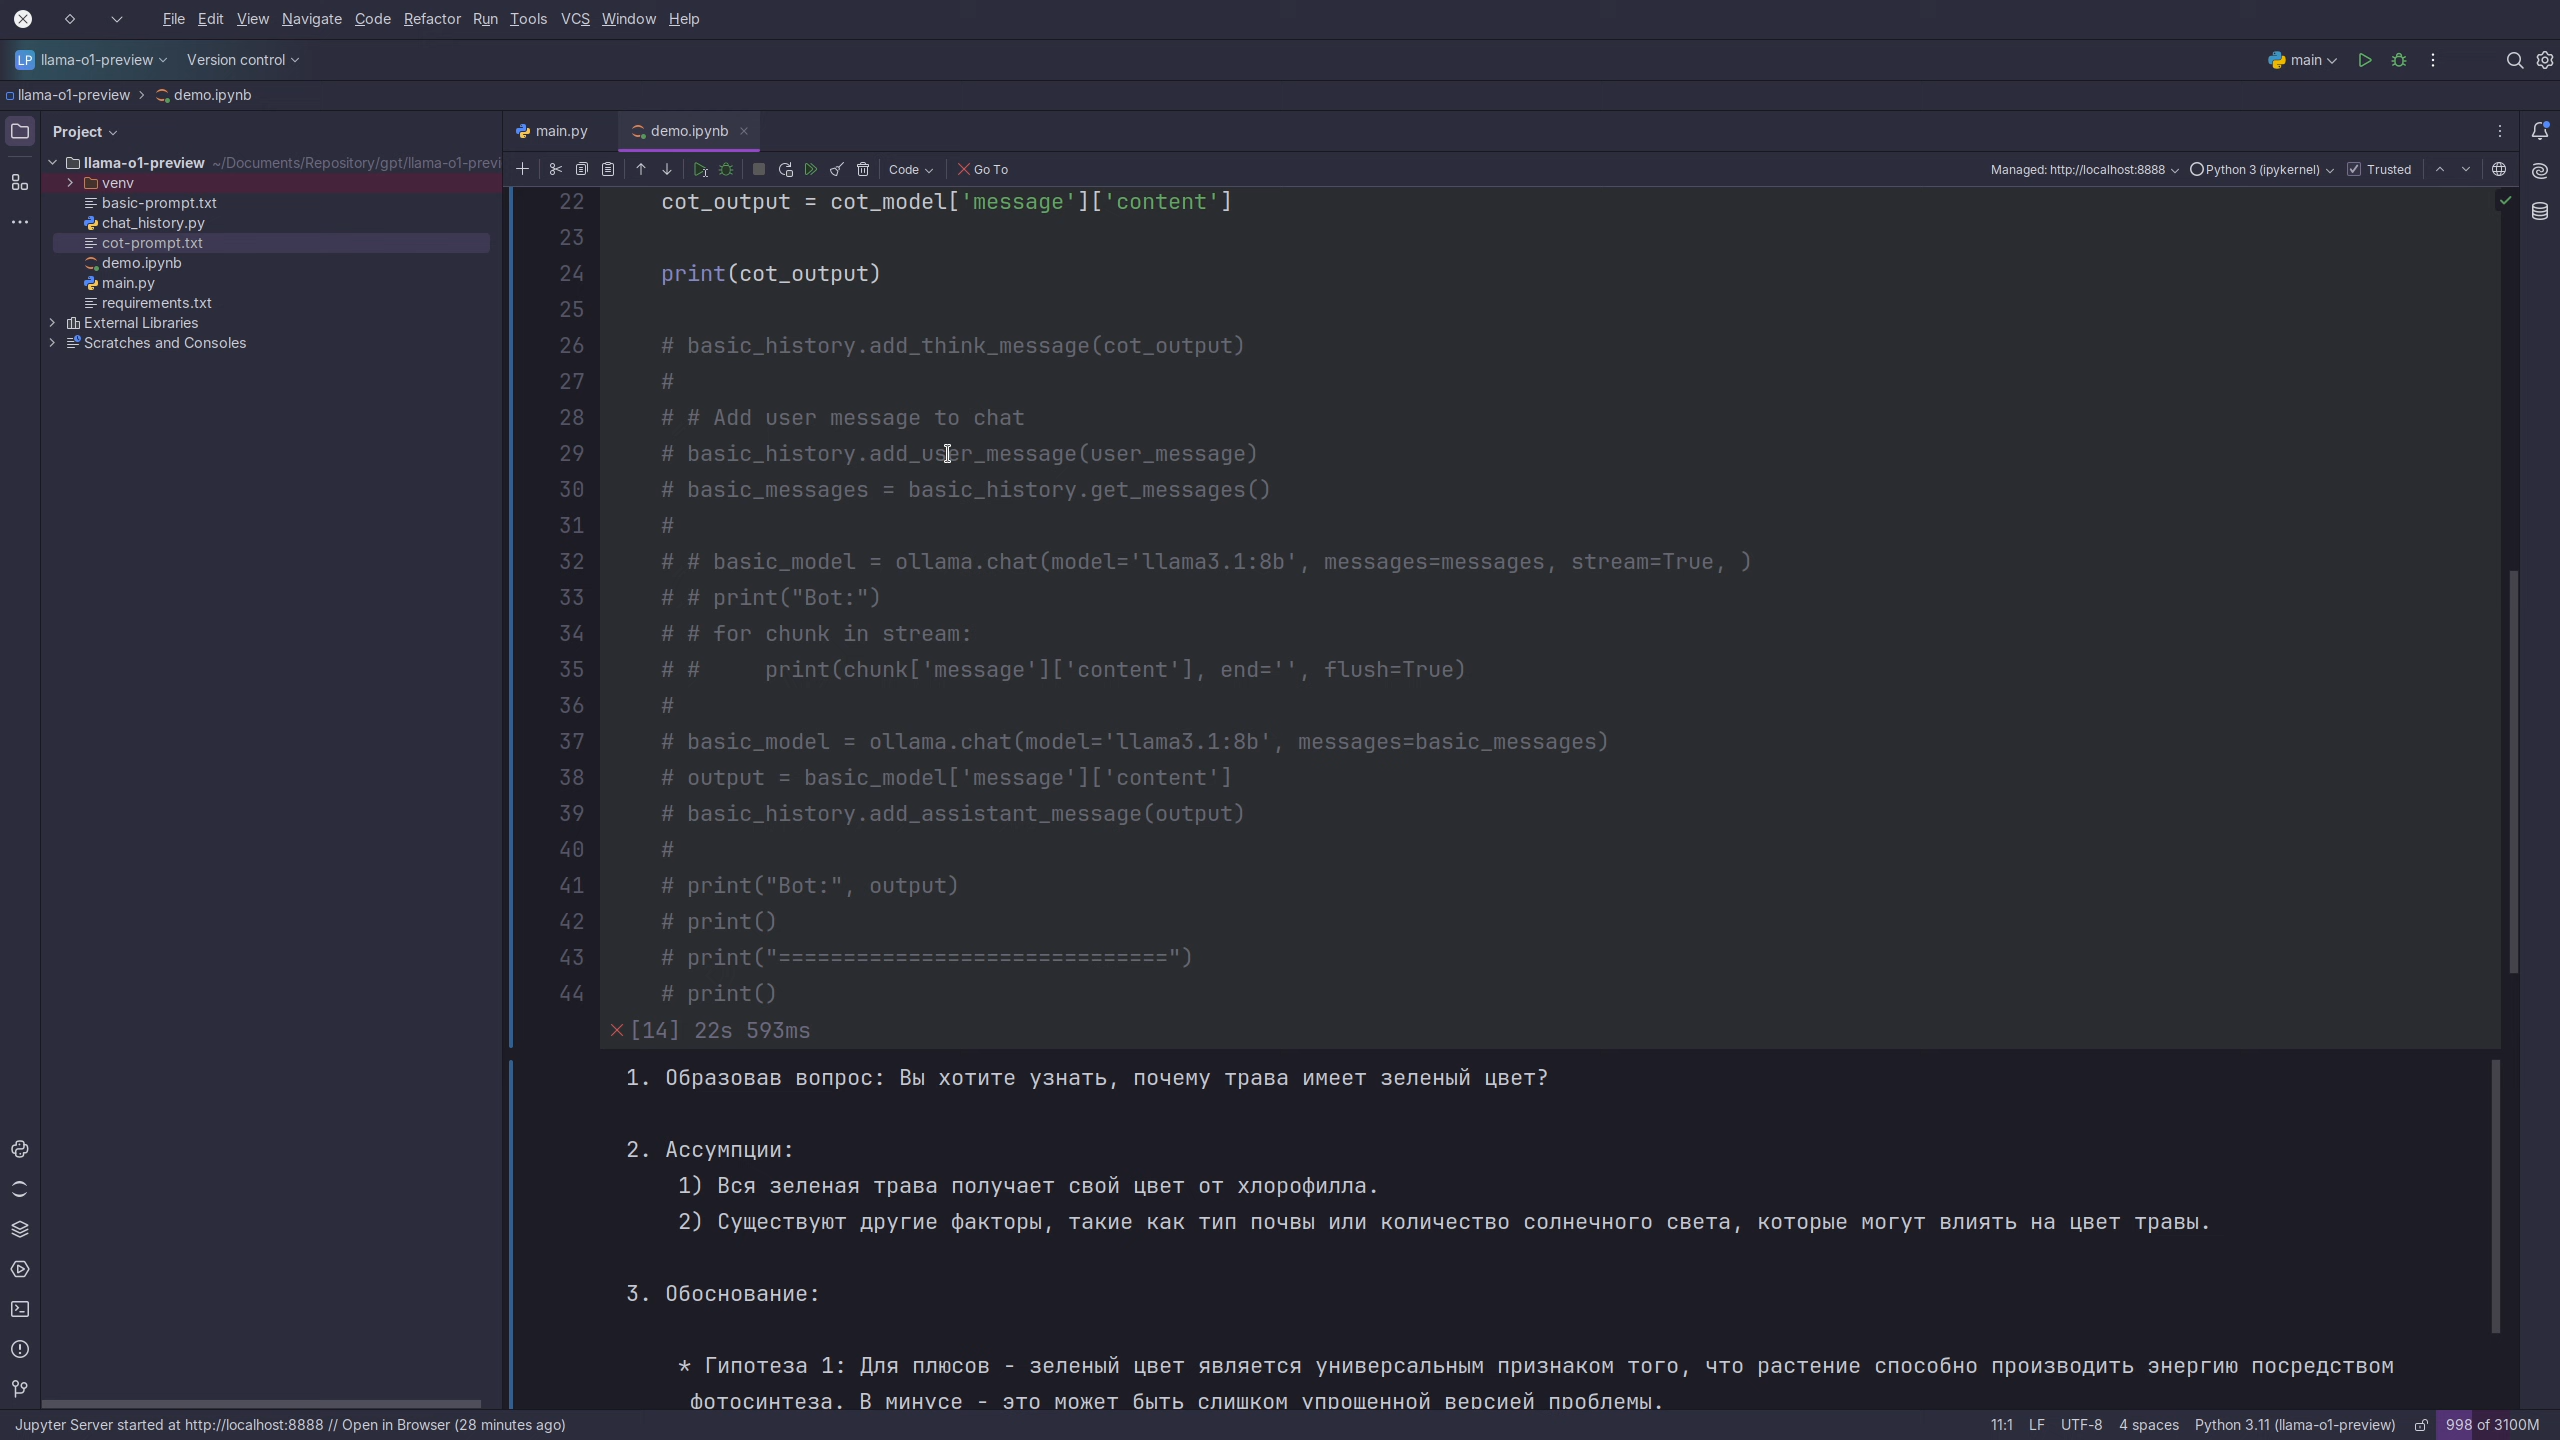 File Edit View Navigate Code Refactor Run Tools VCS Window Help
LP llama-o1-preview Version control main
llama-o1-preview > demo.ipynb
Project
main.py demo.ipynb
llama-o1-preview ~/Documents/Repository/gpt/llama-o1-previ
venv
basic-prompt.txt
chat_history.py
cot-prompt.txt
demo.ipynb
main.py
requirements.txt
External Libraries
Scratches and Consoles
Code Go To Managed: http://localhost:8888 Python 3 (ipykernel) Trusted
22 cot_output = cot_model['message']['content']
23
24 print(cot_output)
25
26 # basic_history.add_think_message(cot_output)
27 #
28 # # Add user message to chat
29 # basic_history.add_user_message(user_message)
30 # basic_messages = basic_history.get_messages()
31 #
32 # # basic_model = ollama.chat(model='llama3.1:8b', messages=messages, stream=True, )
33 # # print("Bot:")
34 # # for chunk in stream:
35 # #     print(chunk['message']['content'], end='', flush=True)
36 #
37 # basic_model = ollama.chat(model='llama3.1:8b', messages=basic_messages)
38 # output = basic_model['message']['content']
39 # basic_history.add_assistant_message(output)
40 #
41 # print("Bot:", output)
42 # print()
43 # print("==============================")
44 # print()
[14] 22s 593ms
1. Образовав вопрос: Вы хотите узнать, почему трава имеет зеленый цвет?
2. Ассумпции:
1) Вся зеленая трава получает свой цвет от хлорофилла.
2) Существуют другие факторы, такие как тип почвы или количество солнечного света, которые могут влиять на цвет травы.
3. Обоснование:
* Гипотеза 1: Для плюсов - зеленый цвет является универсальным признаком того, что растение способно производить энергию посредством
фотосинтеза. В минусе - это может быть слишком упрощенной версией проблемы.
Jupyter Server started at http://localhost:8888 // Open in Browser (28 minutes ago) 11:1 LF UTF-8 4 spaces Python 3.11 (llama-o1-preview) 998 of 3100M